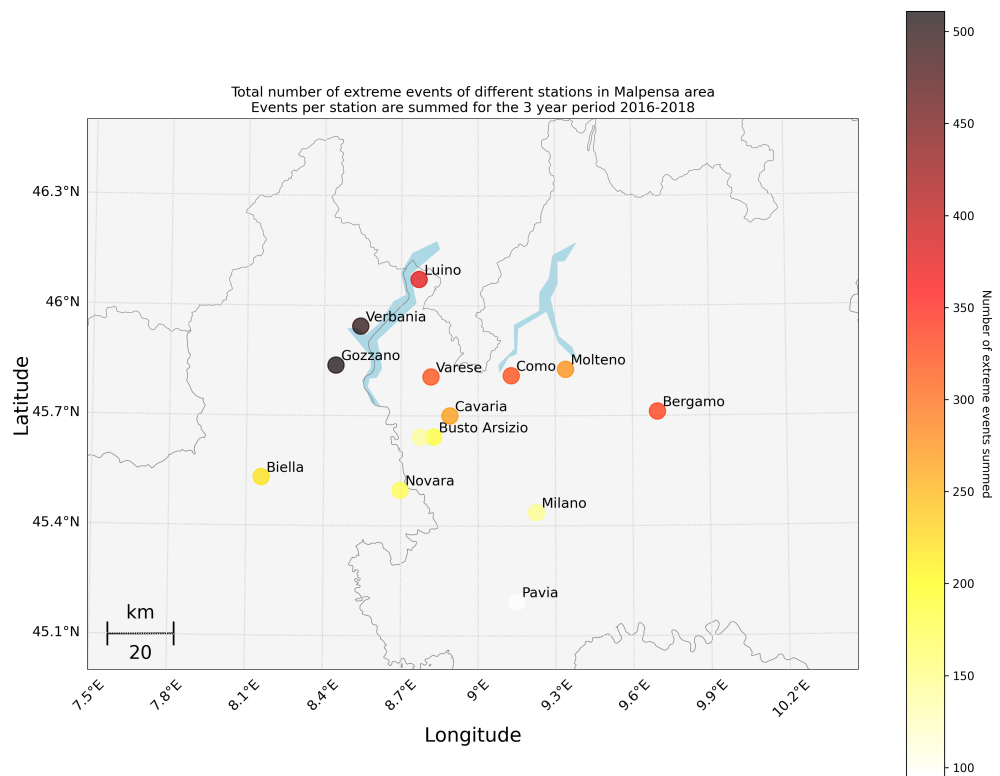 Total number of extreme events of different stations in Malpensa area
Events per station are summed for the 3 year period 2016-2018
500
450
400
350
300
250
200
150
100
Number of extreme events summed
46.3°N
46°N
45.7°N
45.4°N
45.1°N
Latitude
Luino
Verbania
Gozzano
Varese
Como
Molteno
Cavaria
Bergamo
Busto Arsizio
Biella
Novara
Milano
Pavia
km
20
7.5°E
7.8°E
8.1°E
8.4°E
8.7°E
9°E
9.3°E
9.6°E
9.9°E
10.2°E
Longitude